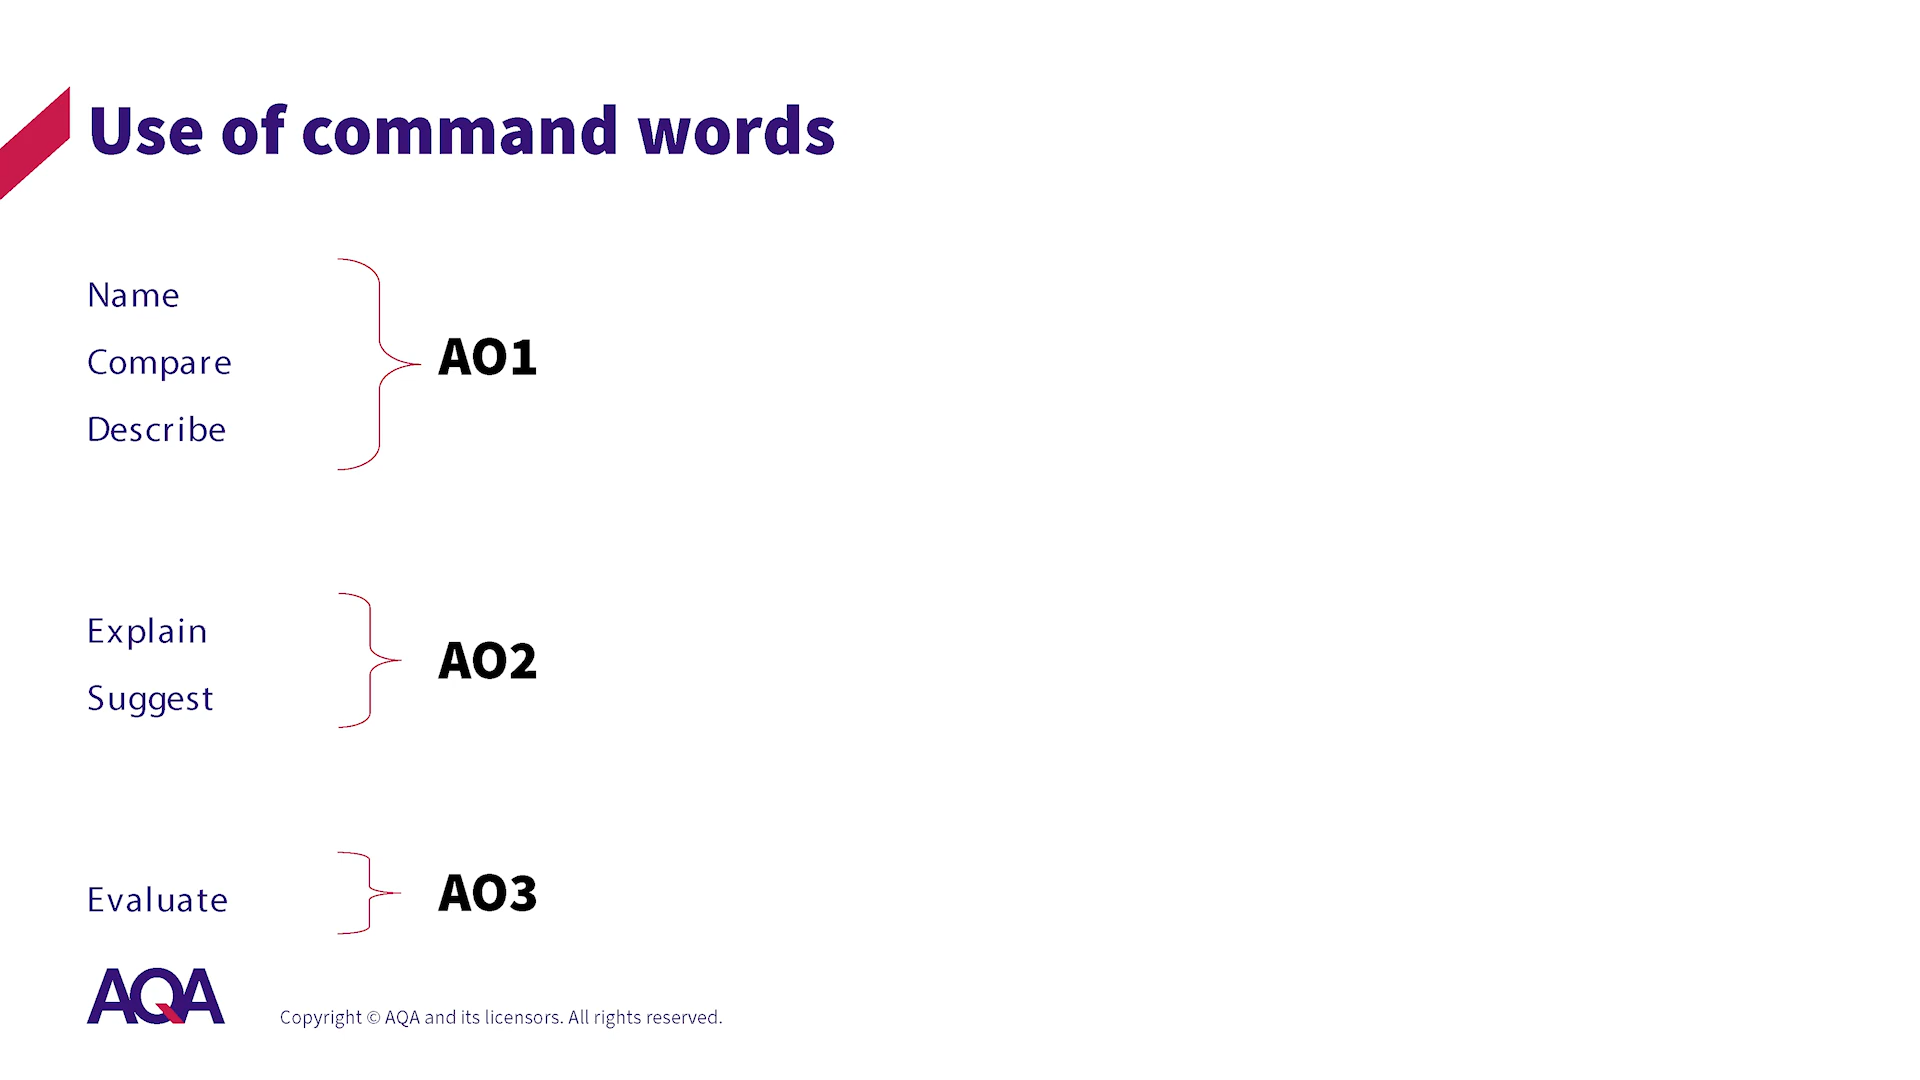 Use of command words
Name
Compare
Describe
AO1
Explain
Suggest
AO2
Evaluate
AO3
AQA
Copyright © AQA and its licensors. All rights reserved.